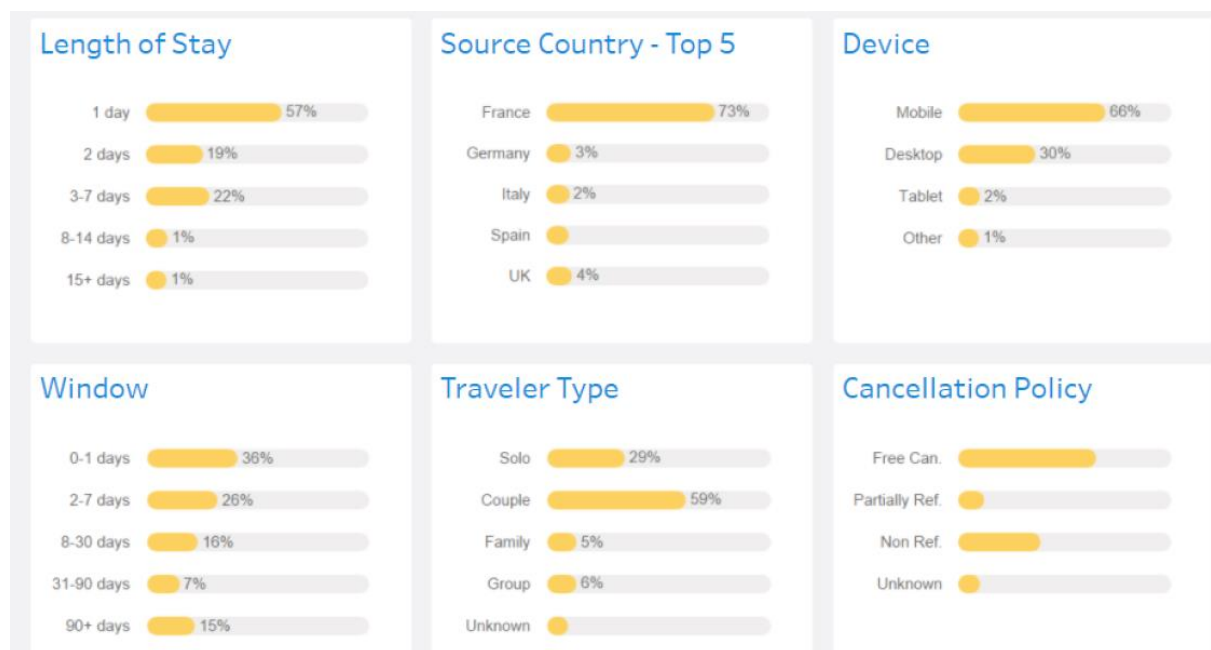 Length of Stay
1 day 57%
2 days 19%
3-7 days 22%
8-14 days 1%
15+ days 1%
Source Country - Top 5
France 73%
Germany 3%
Italy 2%
Spain
UK 4%
Device
Mobile 66%
Desktop 30%
Tablet 2%
Other 1%
Window
0-1 days 36%
2-7 days 26%
8-30 days 16%
31-90 days 7%
90+ days 15%
Traveler Type
Solo 29%
Couple 59%
Family 5%
Group 6%
Unknown
Cancellation Policy
Free Can.
Partially Ref.
Non Ref.
Unknown